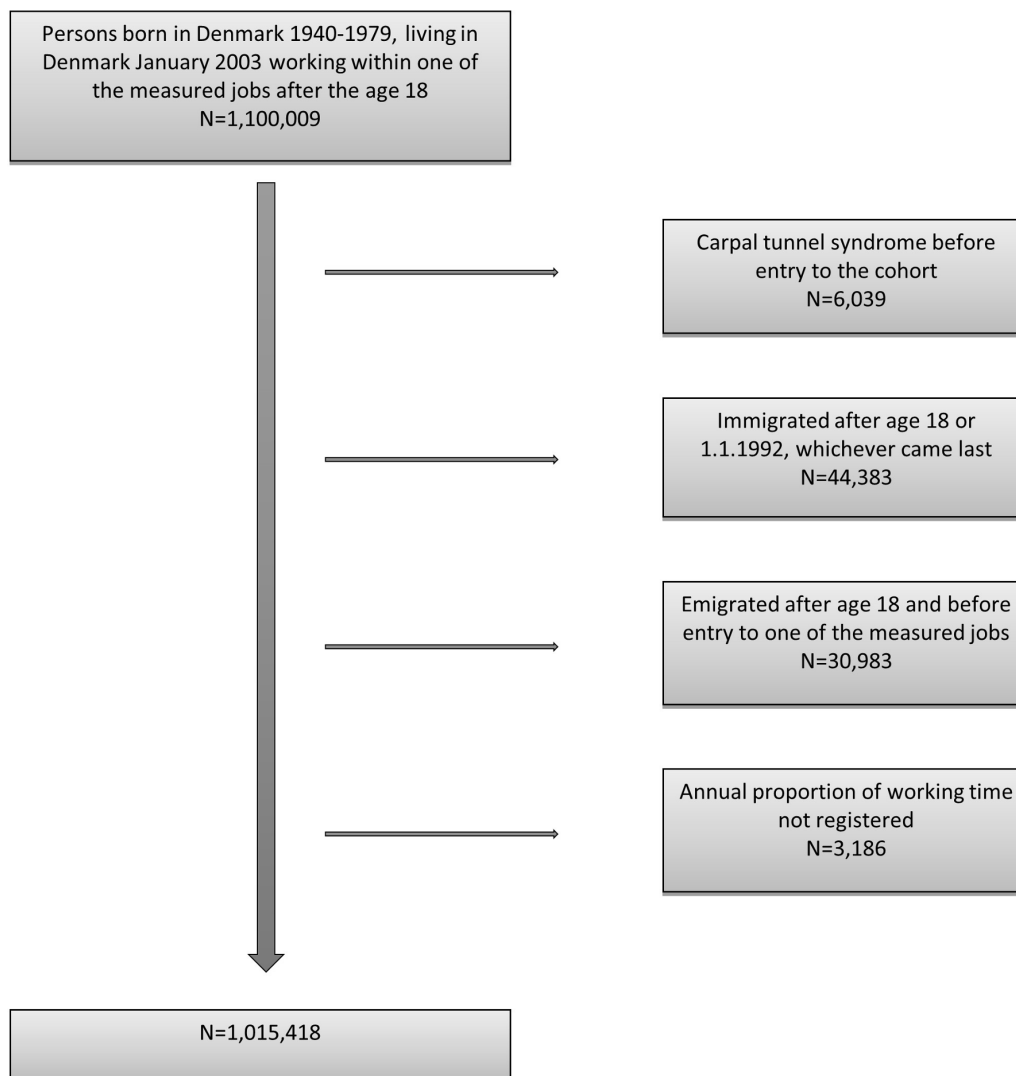 Persons born in Denmark 1940-1979, living in
Denmark January 2003 working within one of
the measured jobs after the age 18
N=1,100,009
Carpal tunnel syndrome before
entry to the cohort
N=6,039
Immigrated after age 18 or
1.1.1992, whichever came last
N=44,383
Emigrated after age 18 and before
entry to one of the measured jobs
N=30,983
Annual proportion of working time
not registered
N=3,186
N=1,015,418